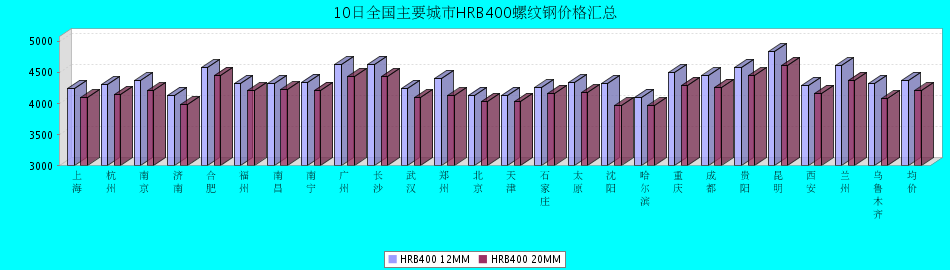 10日全国主要城市HRB400螺纹钢价格汇总
5000
4500
4000
3500
3000
上海
杭州
南京
济南
合肥
福州
南昌
南宁
广州
长沙
武汉
郑州
北京
天津
石家庄
太原
沈阳
哈尔滨
重庆
成都
贵阳
昆明
西安
兰州
乌鲁木齐
均价
HRB400 12MM
HRB400 20MM